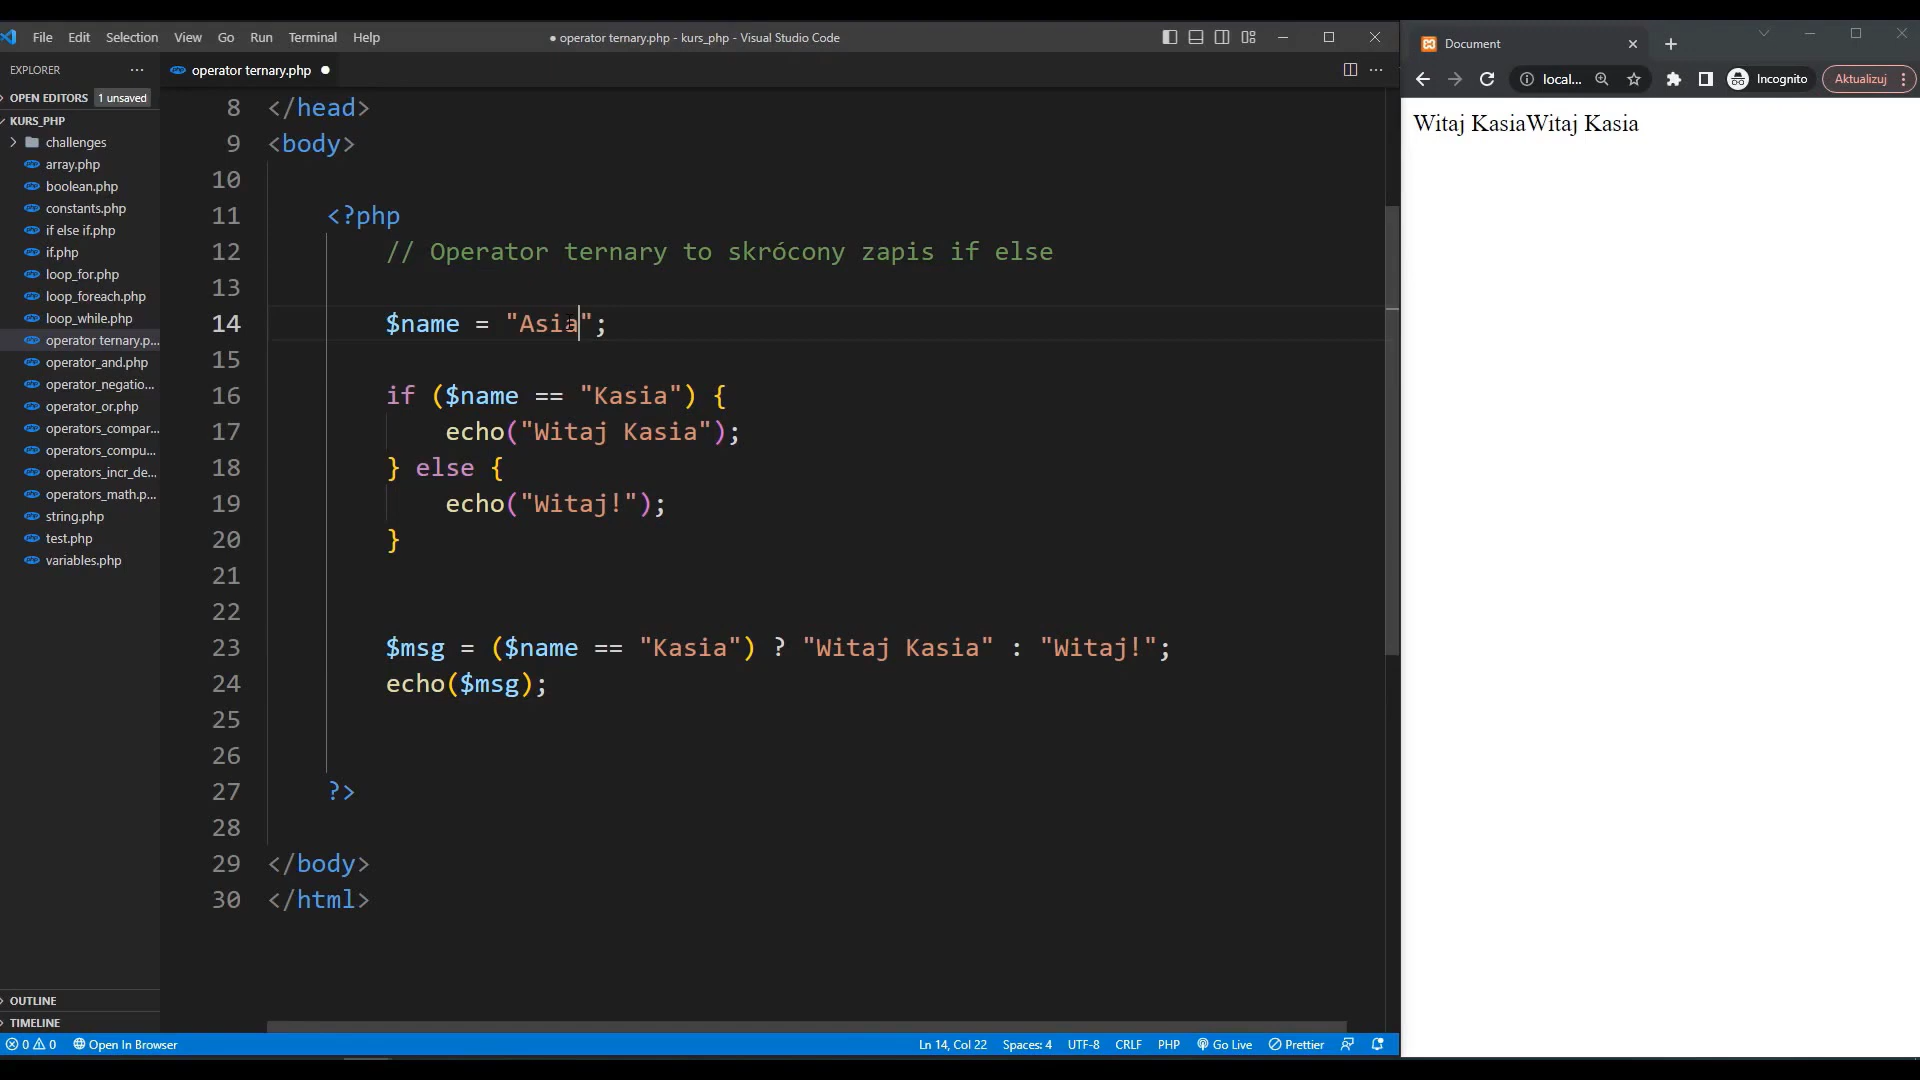 File Edit Selection View Go Run Terminal Help
● operator ternary.php - kurs_php - Visual Studio Code
EXPLORER
OPEN EDITORS 1 unsaved
KURS_PHP
challenges
array.php
boolean.php
constants.php
if else if.php
if.php
loop_for.php
loop_foreach.php
loop_while.php
operator ternary.p...
operator_and.php
operator_negatio...
operator_or.php
operators_compar...
operators_compu...
operators_incr_de...
operators_math.p...
string.php
test.php
variables.php
OUTLINE
TIMELINE
operator ternary.php
8 </head>
9 <body>
10
11 <?php
12 // Operator ternary to skrócony zapis if else
13
14 $name = "Asia";
15
16 if ($name == "Kasia") {
17 echo("Witaj Kasia");
18 } else {
19 echo("Witaj!");
20 }
21
22
23 $msg = ($name == "Kasia") ? "Witaj Kasia" : "Witaj!";
24 echo($msg);
25
26
27 ?>
28
29 </body>
30 </html>
0 0 Open In Browser Ln 14, Col 22 Spaces: 4 UTF-8 CRLF PHP Go Live Prettier
Document
local... Incognito Aktualizuj
Witaj KasiaWitaj Kasia